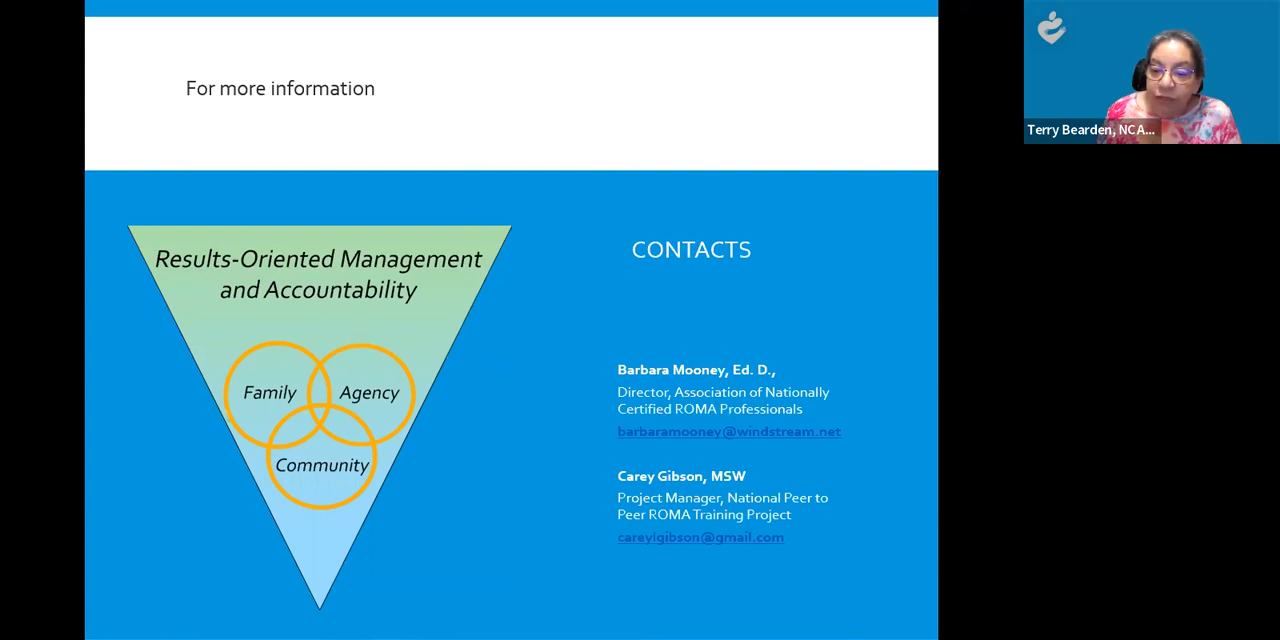 For more information
Terry Bearden, NCA...
Results-Oriented Management
and Accountability
Family
Agency
Community
CONTACTS
Barbara Mooney, Ed. D.,
Director, Association of Nationally
Certified ROMA Professionals
barbaramooney@windstream.net
Carey Gibson, MSW
Project Manager, National Peer to
Peer ROMA Training Project
careylgibson@gmail.com